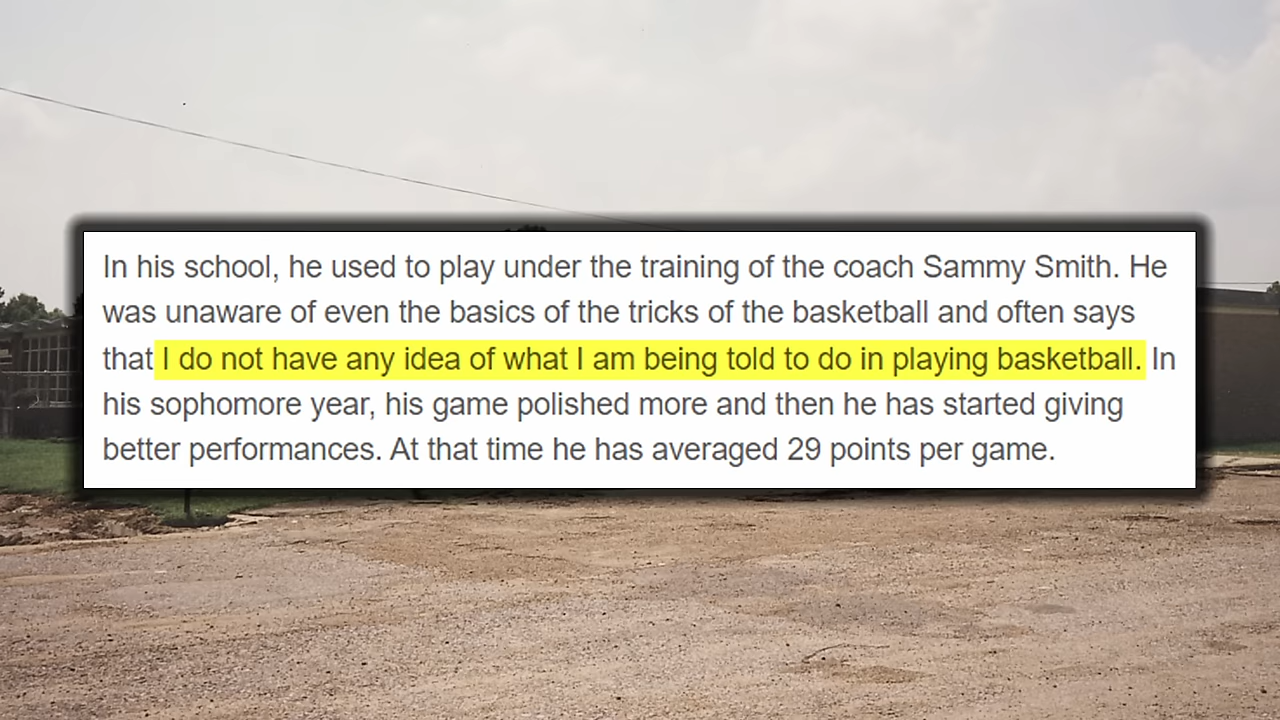 In his school, he used to play under the training of the coach Sammy Smith. He
was unaware of even the basics of the tricks of the basketball and often says
that I do not have any idea of what I am being told to do in playing basketball. In
his sophomore year, his game polished more and then he has started giving
better performances. At that time he has averaged 29 points per game.